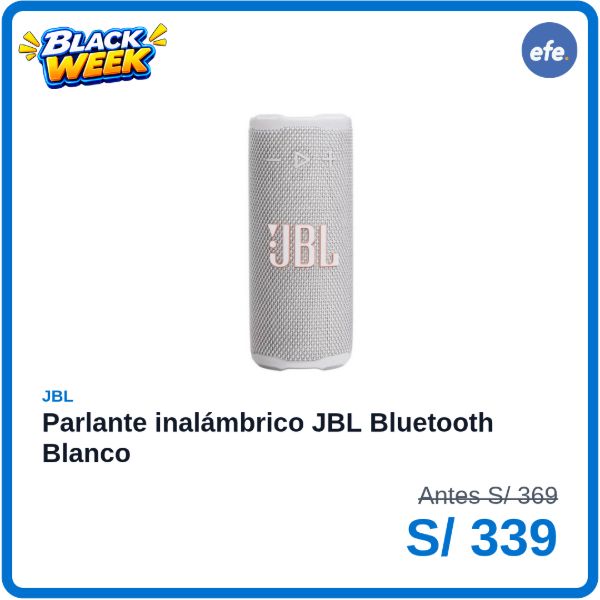 BLACK
WEEK
efe.
− ▷ +
JBL
JBL
Parlante inalámbrico JBL Bluetooth
Blanco
Antes S/ 369
S/ 339